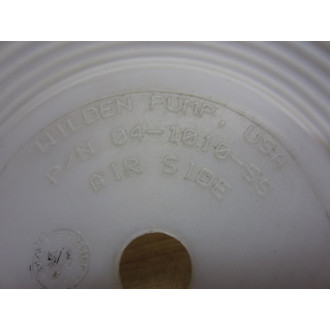 WILDEN PUMP, USA
P/N 04-1010-55
AIR SIDE